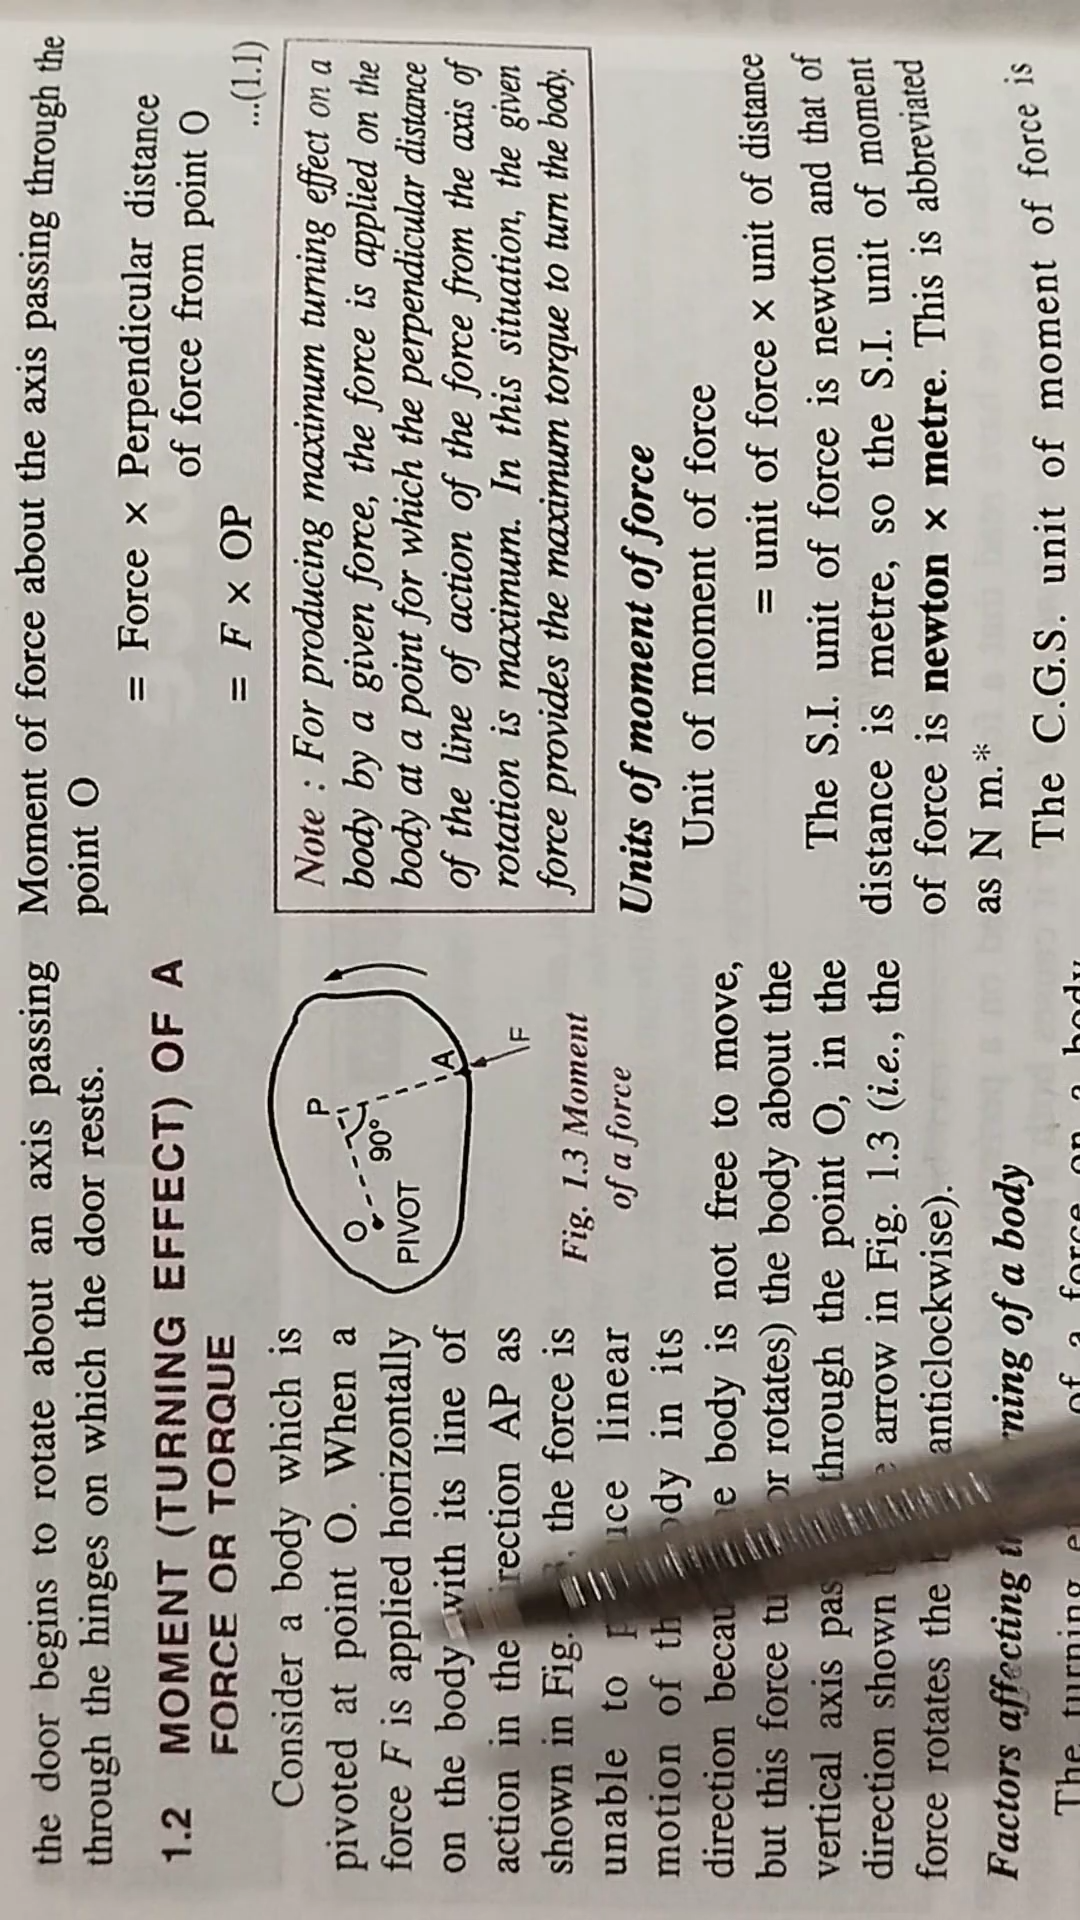 the door begins to rotate about an axis passing
through the hinges on which the door rests.
1.2 MOMENT (TURNING EFFECT) OF A
FORCE OR TORQUE
Consider a body which is
pivoted at point O. When a
force F is applied horizontally
on the body with its line of
action in the rection AP as
shown in Fig. the force is
unable to uce linear
motion of th ody in its
direction becau e body is not free to move,
but this force tu or rotates) the body about the
vertical axis pas through the point O, in the
direction shown arrow in Fig. 1.3 (i.e., the
force rotates the anticlockwise).
O
P
90°
PIVOT
A
F
Fig. 1.3 Moment
of a force
Factors affecting t rning of a body
The turning of a force on a body
Moment of force about the axis passing through the
point O
= Force × Perpendicular distance
of force from point O
= F × OP ...(1.1)
Note : For producing maximum turning effect on a
body by a given force, the force is applied on the
body at a point for which the perpendicular distance
of the line of action of the force from the axis of
rotation is maximum. In this situation, the given
force provides the maximum torque to turn the body.
Units of moment of force
Unit of moment of force
= unit of force × unit of distance
The S.I. unit of force is newton and that of
distance is metre, so the S.I. unit of moment
of force is newton × metre. This is abbreviated
as N m.*
The C.G.S. unit of moment of force is